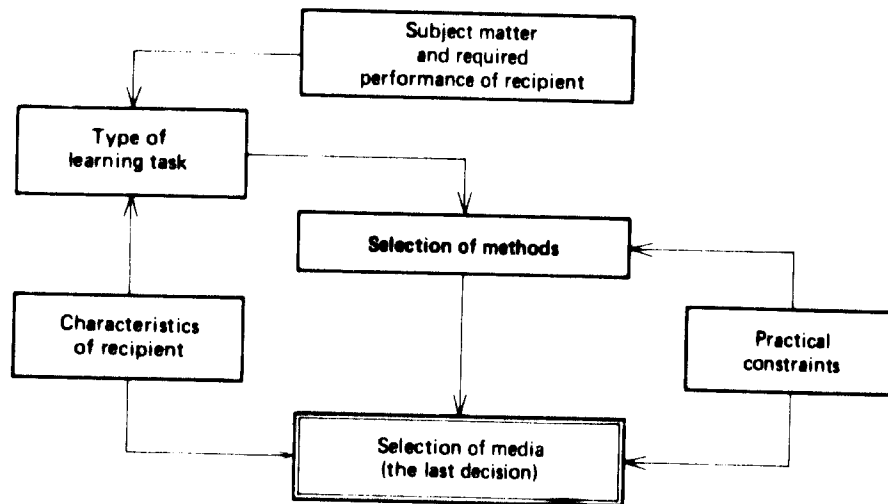 Subject matter
and required
performance of recipient
Type of
learning task
Selection of methods
Characteristics
of recipient
Practical
constraints
Selection of media
(the last decision)